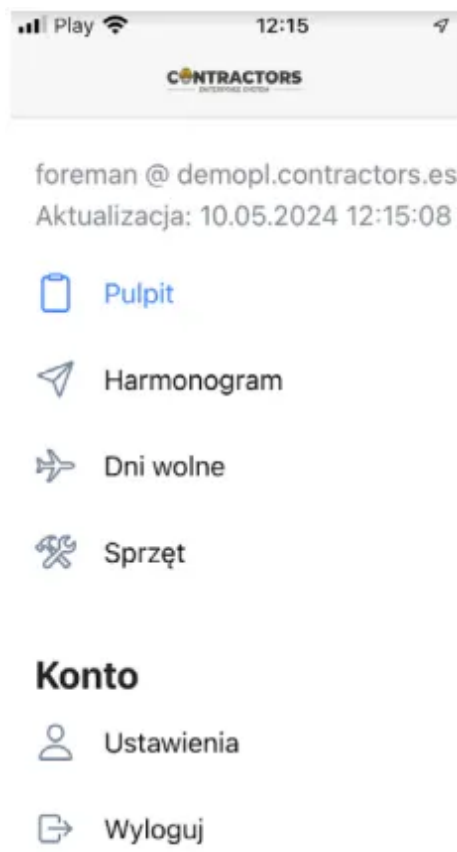 Play 12:15
CONTRACTORS
ENTERPRISE SYSTEM
foreman @ demopl.contractors.es
Aktualizacja: 10.05.2024 12:15:08
Pulpit
Harmonogram
Dni wolne
Sprzęt
Konto
Ustawienia
Wyloguj